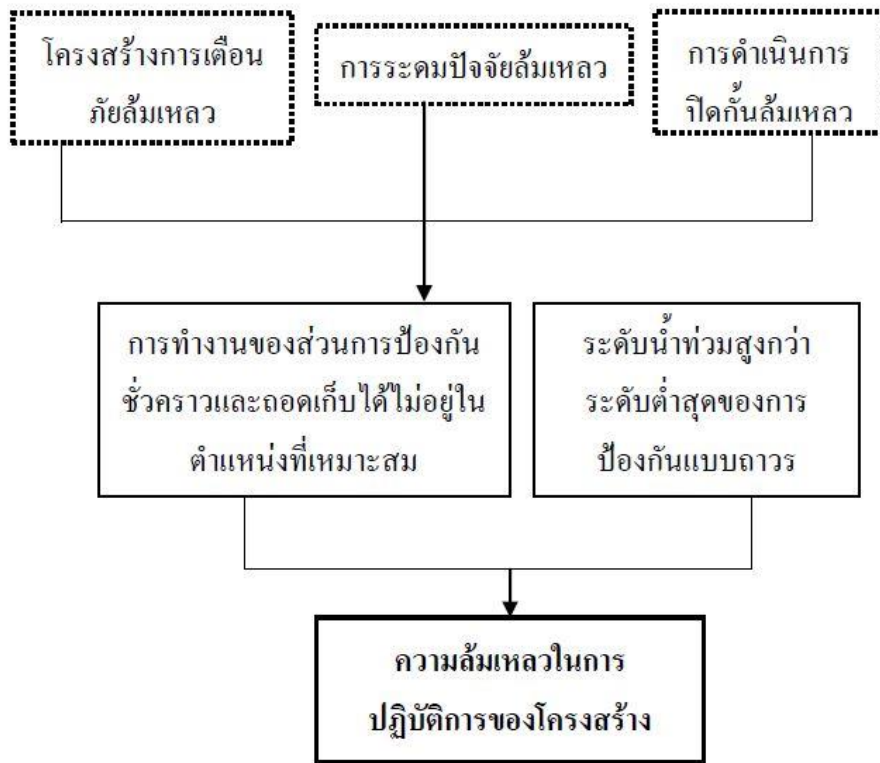 โครงสร้างการเตือน
ภัยล้มเหลว
การระดมปัจจัยล้มเหลว
การดำเนินการ
ปิดกั้นล้มเหลว
การทำงานของส่วนการป้องกัน
ชั่วคราวและถอดเก็บได้ไม่อยู่ใน
ตำแหน่งที่เหมาะสม
ระดับน้ำท่วมสูงกว่า
ระดับต่ำสุดของการ
ป้องกันแบบถาวร
ความล้มเหลวในการ
ปฏิบัติการของโครงสร้าง